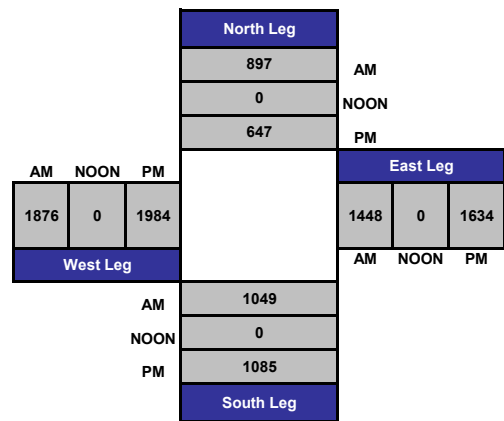 North Leg
897 AM
0 NOON
647 PM
AM NOON PM East Leg
1876 0 1984 1448 0 1634
West Leg AM NOON PM
AM 1049
NOON 0
PM 1085
South Leg